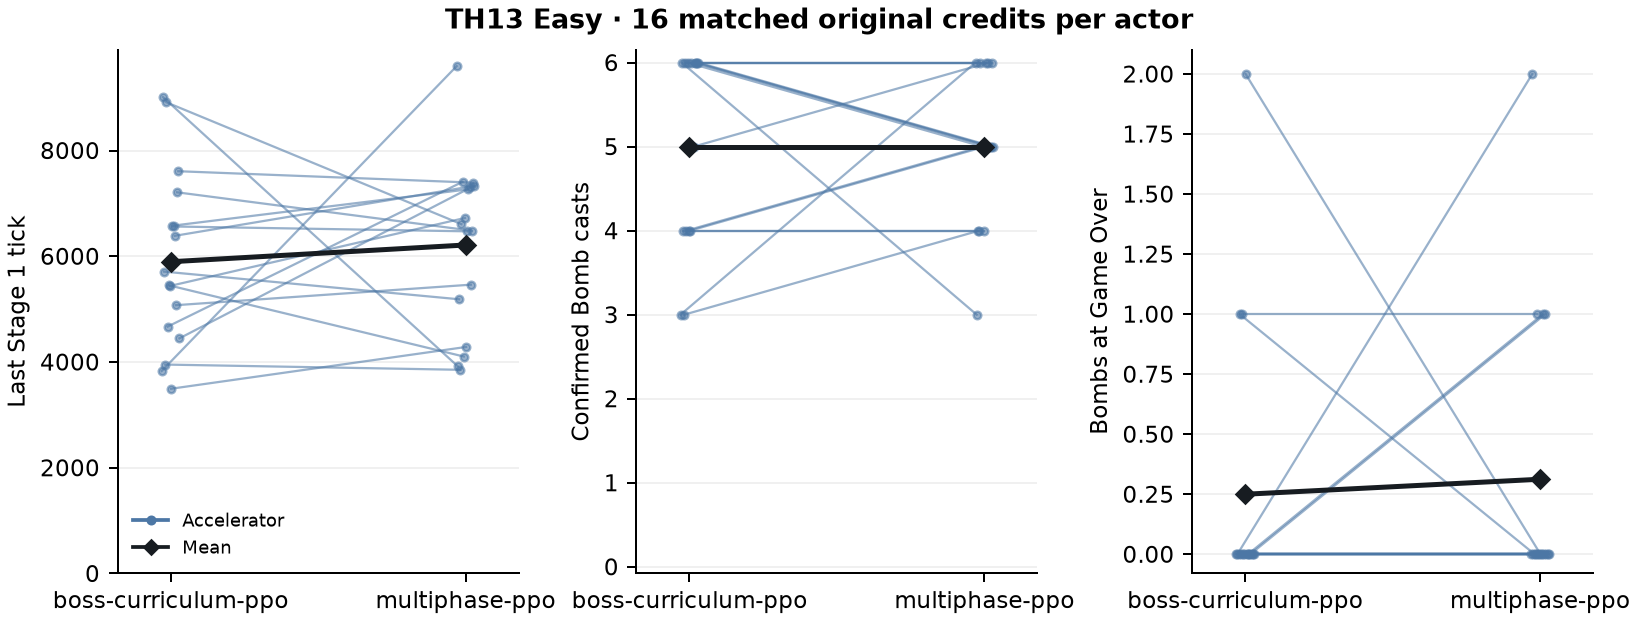 TH13 Easy · 16 matched original credits per actor
Last Stage 1 tick
8000
6000
4000
2000
0
Accelerator
Mean
boss-curriculum-ppo
multiphase-ppo
Confirmed Bomb casts
6
5
4
3
2
1
0
boss-curriculum-ppo
multiphase-ppo
Bombs at Game Over
2.00
1.75
1.50
1.25
1.00
0.75
0.50
0.25
0.00
boss-curriculum-ppo
multiphase-ppo